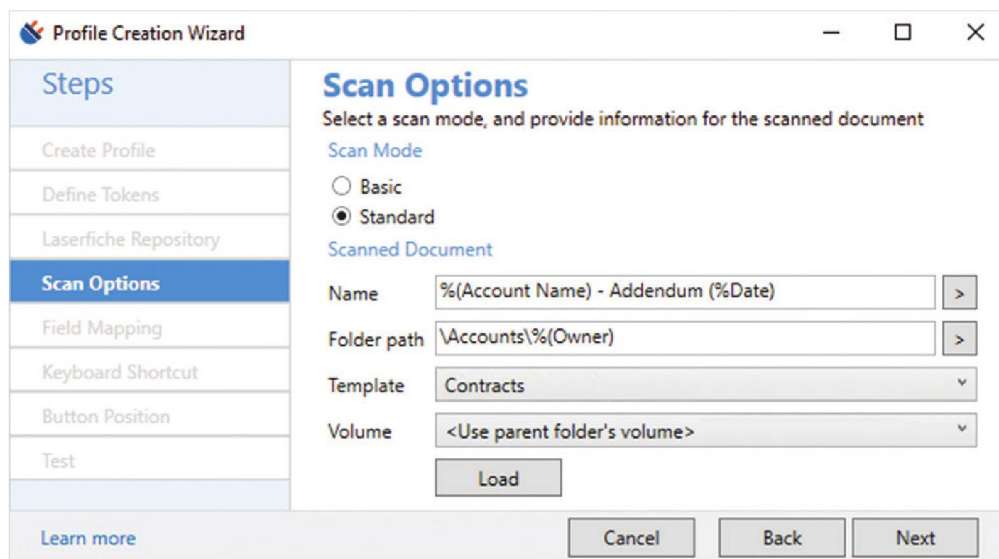 Profile Creation Wizard
Steps
Create Profile
Define Tokens
Laserfiche Repository
Scan Options
Field Mapping
Keyboard Shortcut
Button Position
Test
Learn more
Scan Options
Select a scan mode, and provide information for the scanned document
Scan Mode
Basic
Standard
Scanned Document
Name %(Account Name) - Addendum (%Date) >
Folder path \Accounts\%(Owner) >
Template Contracts
Volume <Use parent folder's volume>
Load
Cancel Back Next